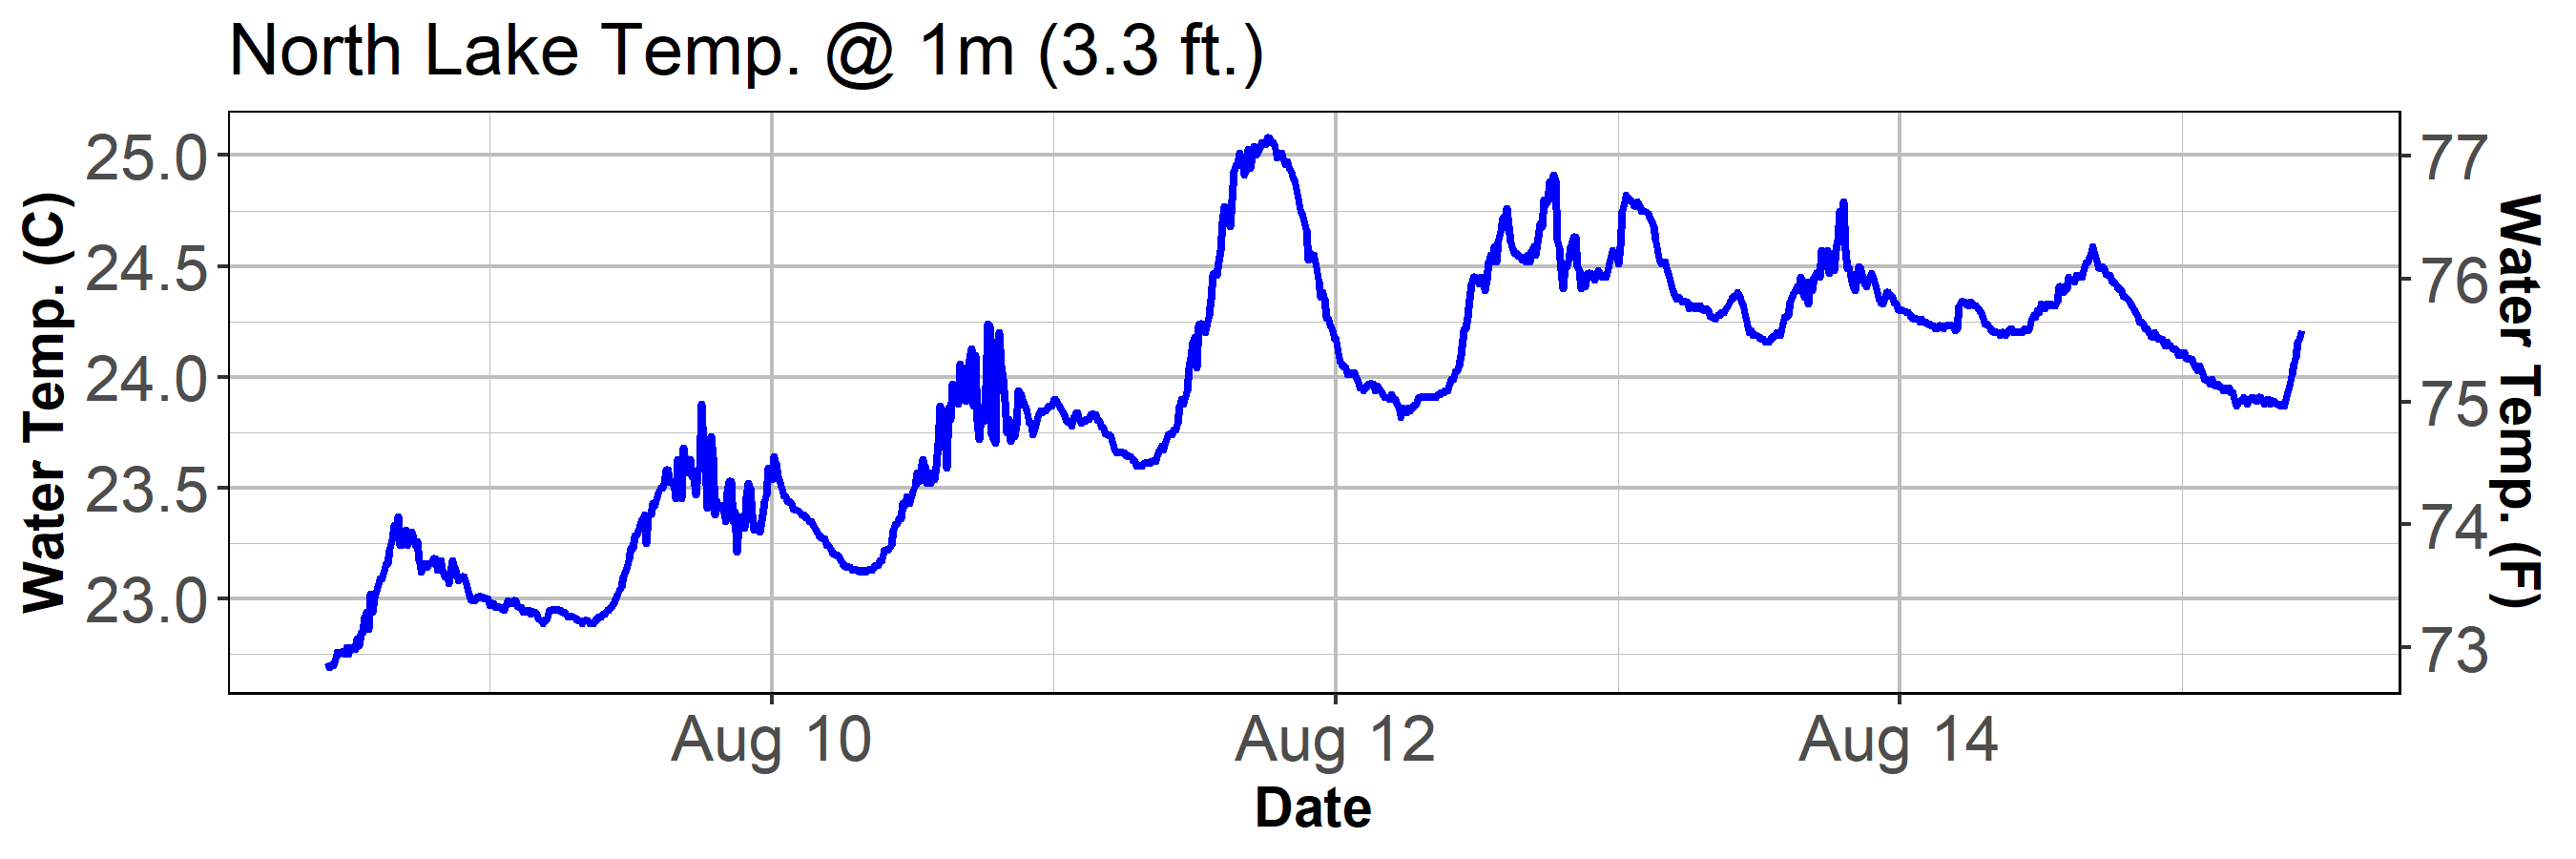 North Lake Temp. @ 1m (3.3 ft.)
Water Temp. (C)
25.0
24.5
24.0
23.5
23.0
77
76
75
74
73
Water Temp. (F)
Aug 10
Aug 12
Aug 14
Date